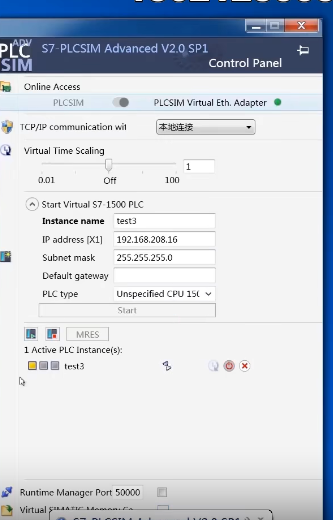 ADV
PLC
SIM
S7-PLCSIM Advanced V2.0 SP1
Control Panel
Online Access
PLCSIM
PLCSIM Virtual Eth. Adapter
TCP/IP communication wit
本地连接
Virtual Time Scaling
1
0.01
Off
100
Start Virtual S7-1500 PLC
Instance name
test3
IP address [X1]
192.168.208.16
Subnet mask
255.255.255.0
Default gateway
PLC type
Unspecified CPU 150
Start
MRES
1 Active PLC Instance(s):
test3
Runtime Manager Port
50000
Virtual SIMATIC Memory
S7-PLCSIM Advanced V2.0 SP1